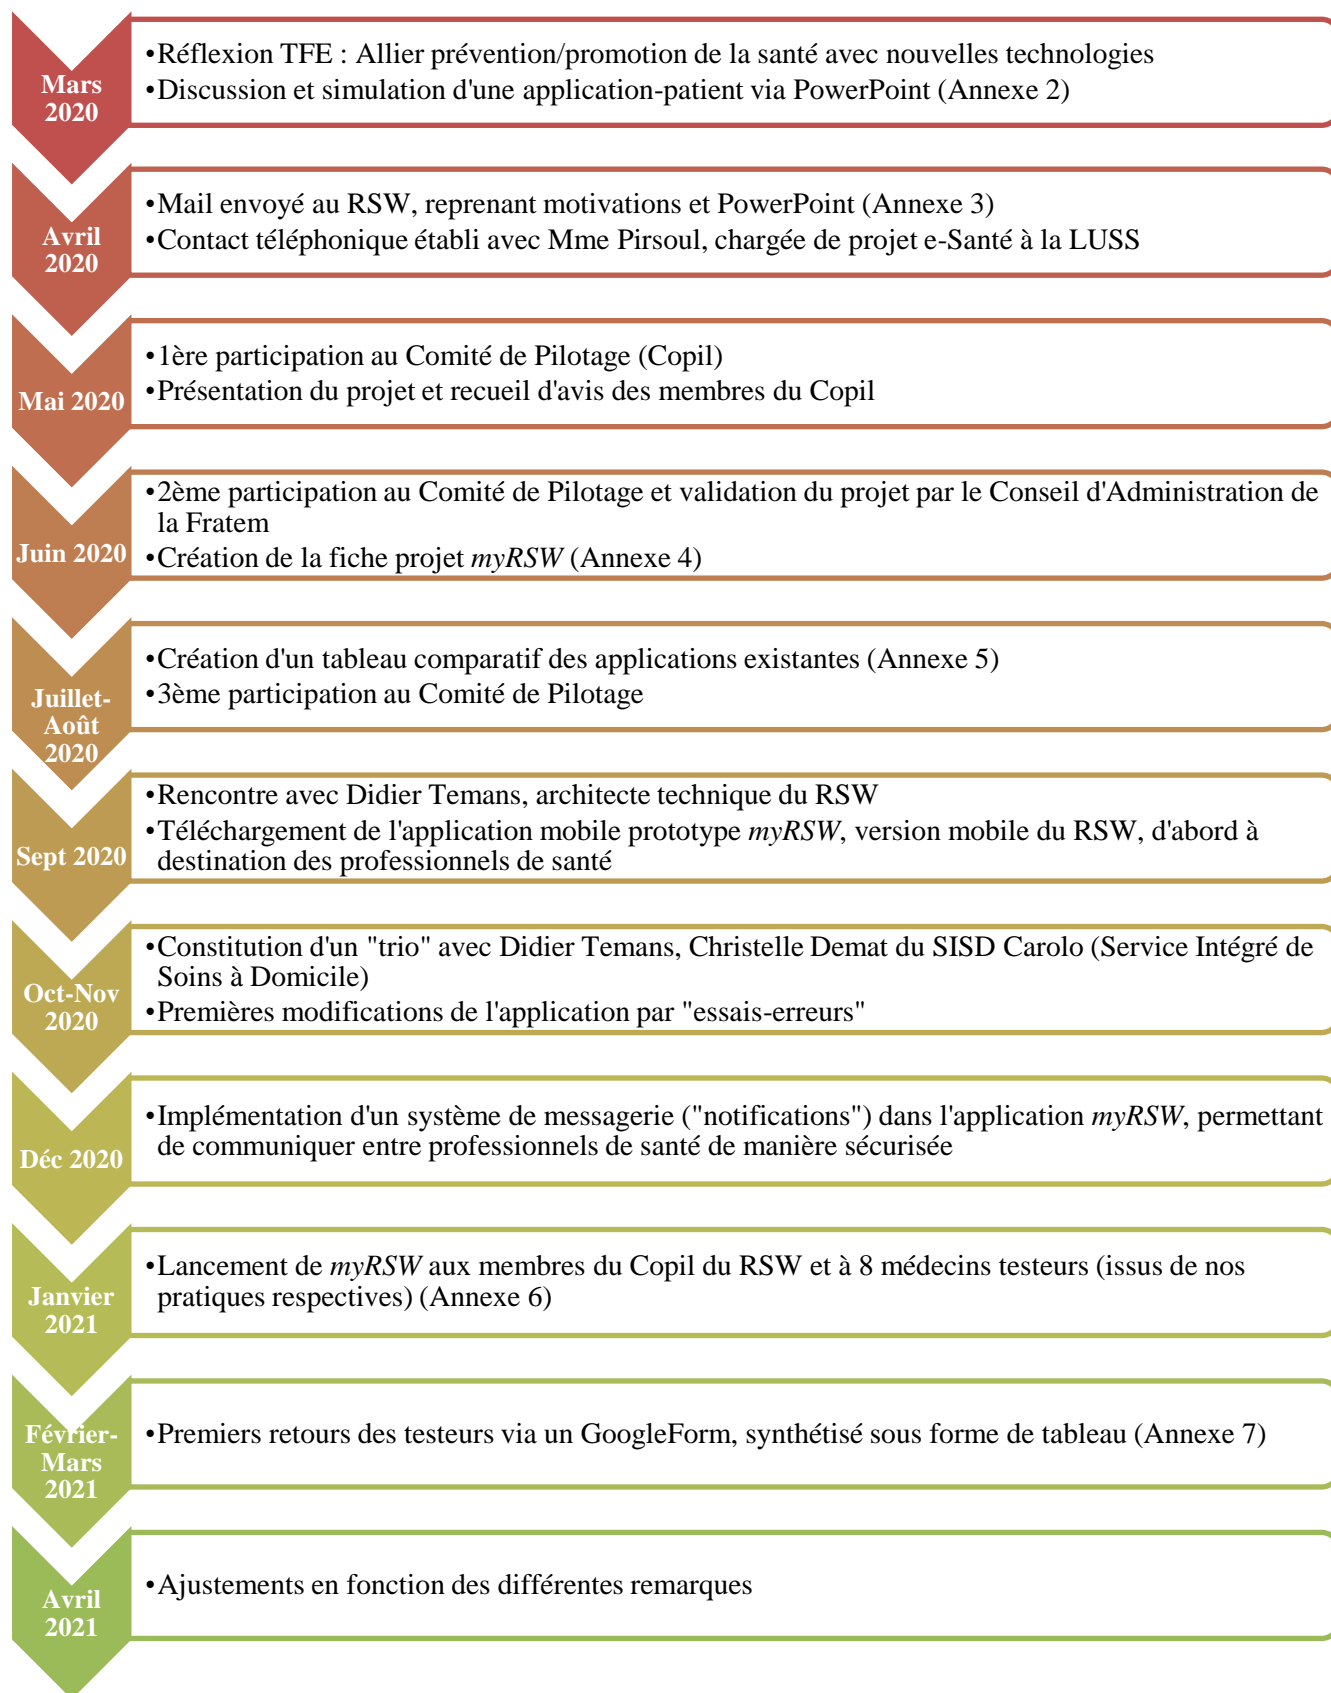 Mars
2020
•Réflexion TFE : Allier prévention/promotion de la santé avec nouvelles technologies
•Discussion et simulation d'une application-patient via PowerPoint (Annexe 2)
Avril
2020
•Mail envoyé au RSW, reprenant motivations et PowerPoint (Annexe 3)
•Contact téléphonique établi avec Mme Pirsoul, chargée de projet e-Santé à la LUSS
Mai 2020
•1ère participation au Comité de Pilotage (Copil)
•Présentation du projet et recueil d'avis des membres du Copil
Juin 2020
•2ème participation au Comité de Pilotage et validation du projet par le Conseil d'Administration de
la Fratem
•Création de la fiche projet myRSW (Annexe 4)
Juillet-
Août
2020
•Création d'un tableau comparatif des applications existantes (Annexe 5)
•3ème participation au Comité de Pilotage
Sept 2020
•Rencontre avec Didier Temans, architecte technique du RSW
•Téléchargement de l'application mobile prototype myRSW, version mobile du RSW, d'abord à
destination des professionnels de santé
Oct-Nov
2020
•Constitution d'un "trio" avec Didier Temans, Christelle Demat du SISD Carolo (Service Intégré de
Soins à Domicile)
•Premières modifications de l'application par "essais-erreurs"
Déc 2020
•Implémentation d'un système de messagerie ("notifications") dans l'application myRSW, permettant
de communiquer entre professionnels de santé de manière sécurisée
Janvier
2021
•Lancement de myRSW aux membres du Copil du RSW et à 8 médecins testeurs (issus de nos
pratiques respectives) (Annexe 6)
Février-
Mars
2021
•Premiers retours des testeurs via un GoogleForm, synthétisé sous forme de tableau (Annexe 7)
Avril
2021
•Ajustements en fonction des différentes remarques